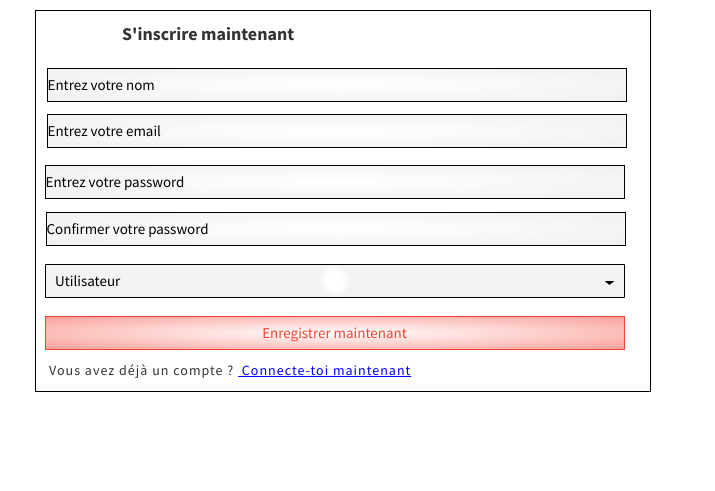 S'inscrire maintenant
Entrez votre nom
Entrez votre email
Entrez votre password
Confirmer votre password
Utilisateur
Enregistrer maintenant
Vous avez déjà un compte ? Connecte-toi maintenant